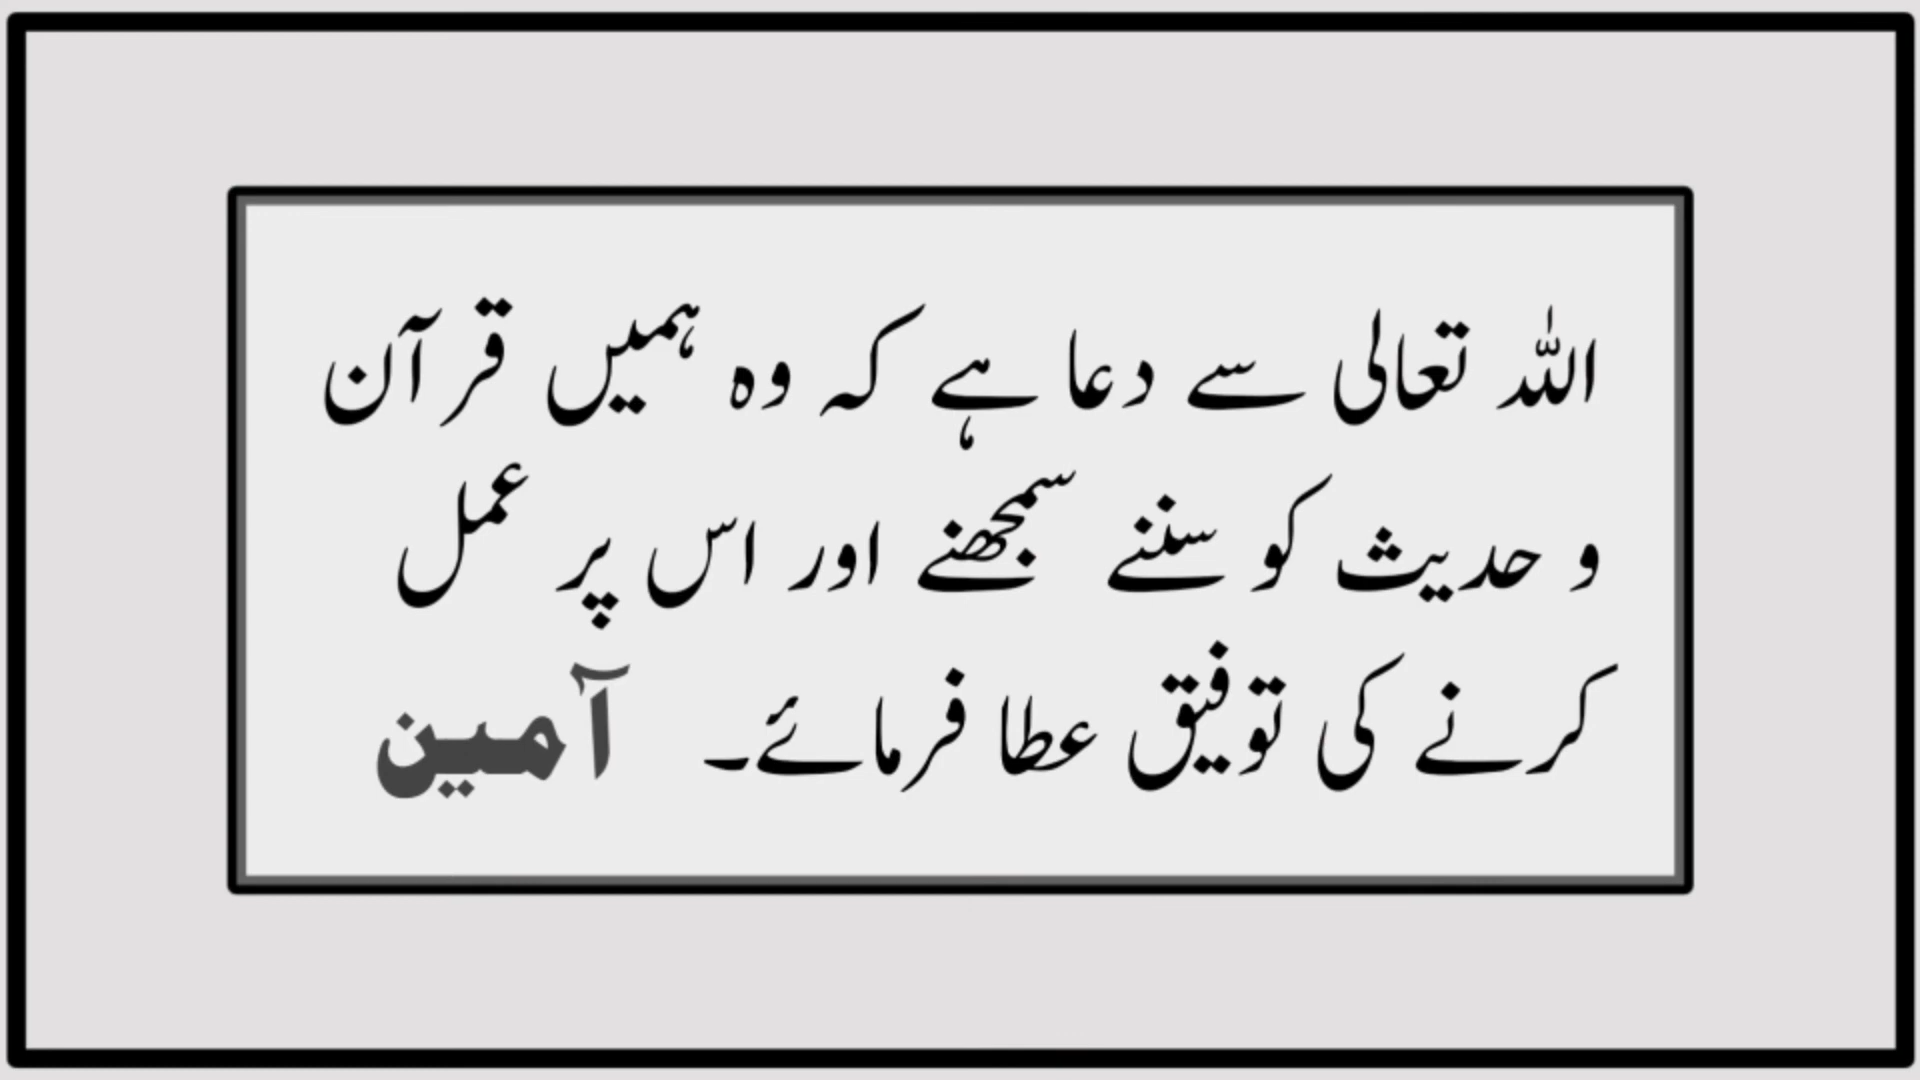 اللہ تعالی سے دعا ہے کہ وہ ہمیں قرآن
و حدیث کو سننے سمجھنے اور اس پر عمل
کرنے کی توفیق عطا فرمائے۔ آمین